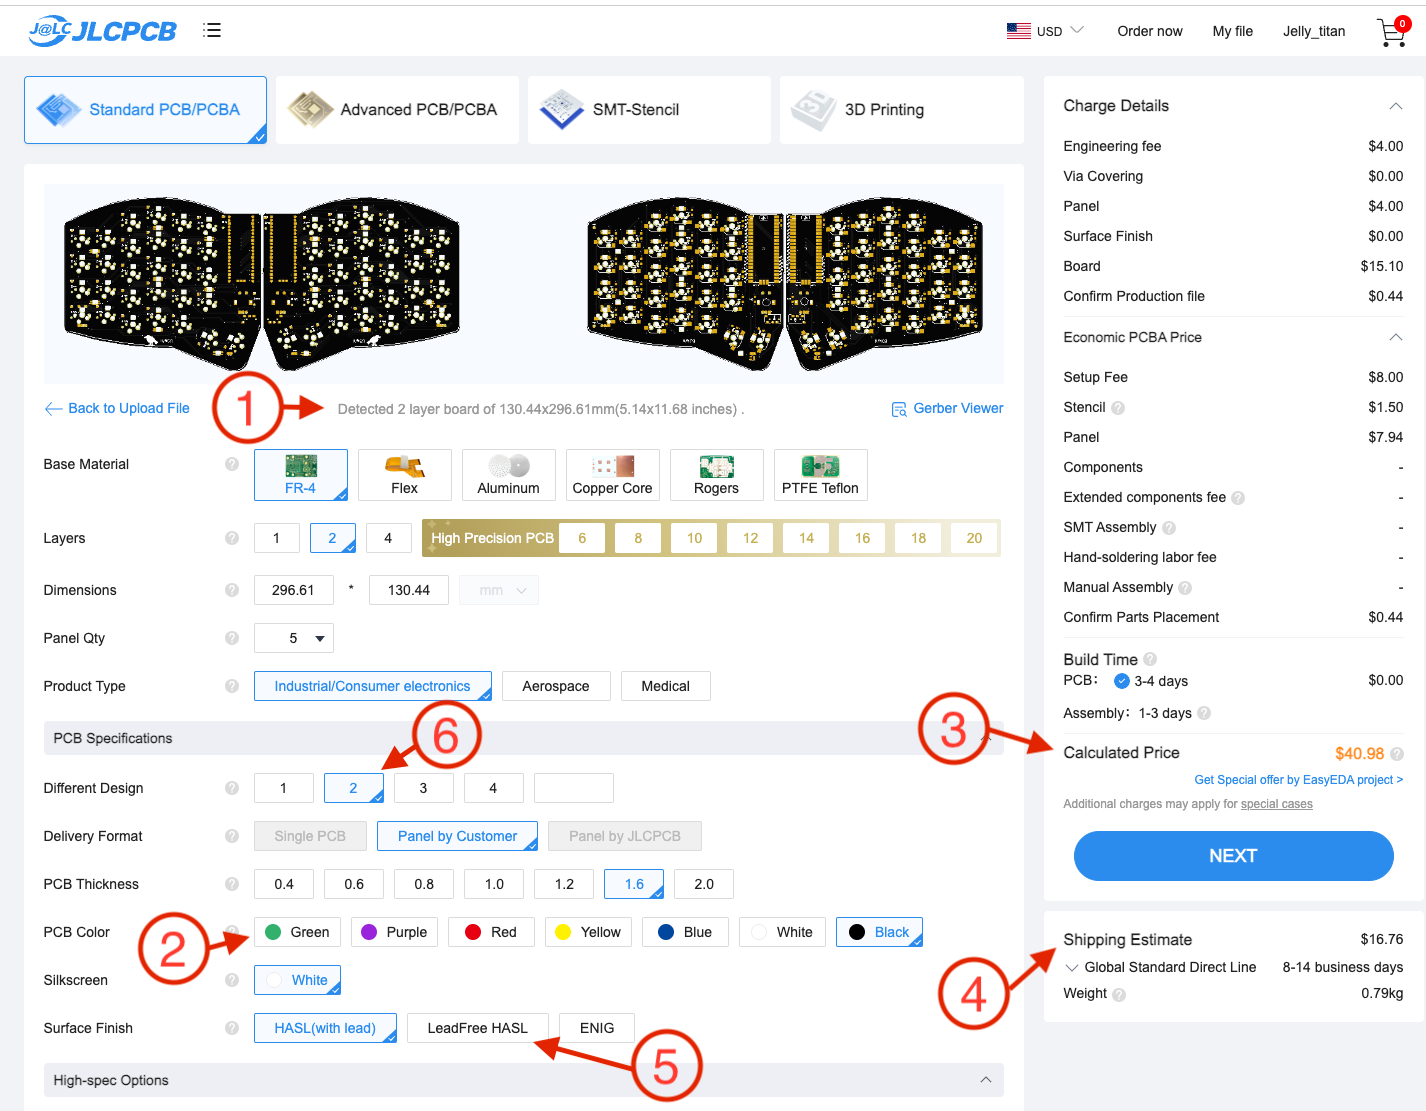 J@LC JLCPCB
USD
Order now
My file
Jelly_titan
0
Standard PCB/PCBA
Advanced PCB/PCBA
SMT-Stencil
3D Printing
Back to Upload File
1
Detected 2 layer board of 130.44x296.61mm(5.14x11.68 inches) .
Gerber Viewer
Base Material
?
FR-4
Flex
Aluminum
Copper Core
Rogers
PTFE Teflon
Layers
?
1
2
4
High Precision PCB
6
8
10
12
14
16
18
20
Dimensions
?
296.61
*
130.44
mm
Panel Qty
?
5
Product Type
?
Industrial/Consumer electronics
Aerospace
Medical
PCB Specifications
6
Different Design
?
1
2
3
4
Delivery Format
?
Single PCB
Panel by Customer
Panel by JLCPCB
PCB Thickness
?
0.4
0.6
0.8
1.0
1.2
1.6
2.0
PCB Color
2
?
Green
Purple
Red
Yellow
Blue
White
Black
Silkscreen
?
White
Surface Finish
?
HASL(with lead)
LeadFree HASL
ENIG
5
High-spec Options
Charge Details
Engineering fee $4.00
Via Covering $0.00
Panel $4.00
Surface Finish $0.00
Board $15.10
Confirm Production file $0.44
Economic PCBA Price
Setup Fee $8.00
Stencil ? $1.50
Panel $7.94
Components -
Extended components fee ? -
SMT Assembly ? -
Hand-soldering labor fee -
Manual Assembly ? -
Confirm Parts Placement $0.44
Build Time ?
PCB: 3-4 days $0.00
Assembly: 1-3 days ?
3
Calculated Price $40.98 ?
Get Special offer by EasyEDA project >
Additional charges may apply for special cases
NEXT
4
Shipping Estimate $16.76
Global Standard Direct Line 8-14 business days
Weight ? 0.79kg